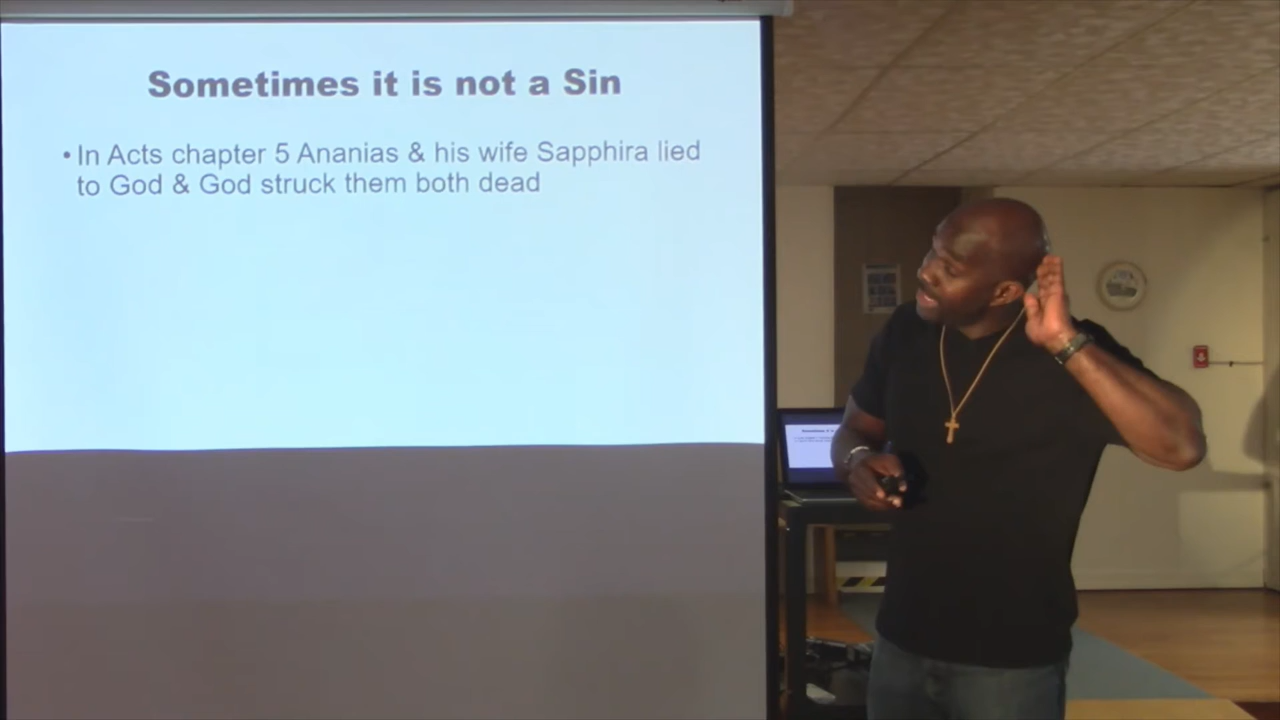 Sometimes it is not a Sin
• In Acts chapter 5 Ananias & his wife Sapphira lied
to God & God struck them both dead